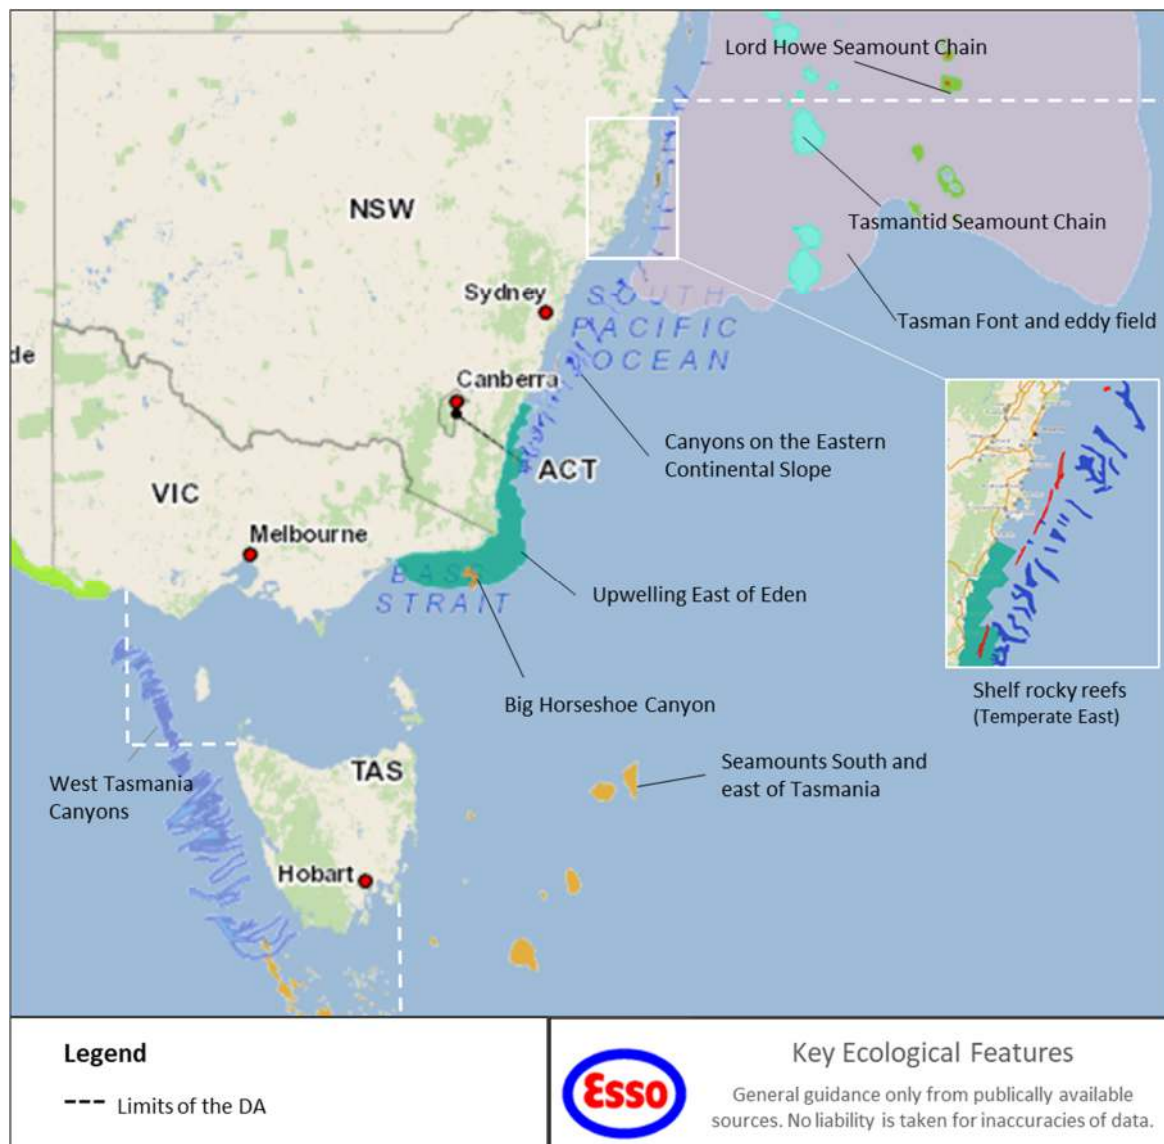 Lord Howe Seamount Chain
NSW
Tasmantid Seamount Chain
Sydney
SOUTH
PACIFIC
OCEAN
Tasman Font and eddy field
de
Canberra
Canyons on the Eastern
Continental Slope
ACT
VIC
Melbourne
BASS
STRAIT
Upwelling East of Eden
Big Horseshoe Canyon
Shelf rocky reefs
(Temperate East)
West Tasmania
Canyons
TAS
Seamounts South and
east of Tasmania
Hobart
Legend
Limits of the DA
Esso
Key Ecological Features
General guidance only from publically available
sources. No liability is taken for inaccuracies of data.